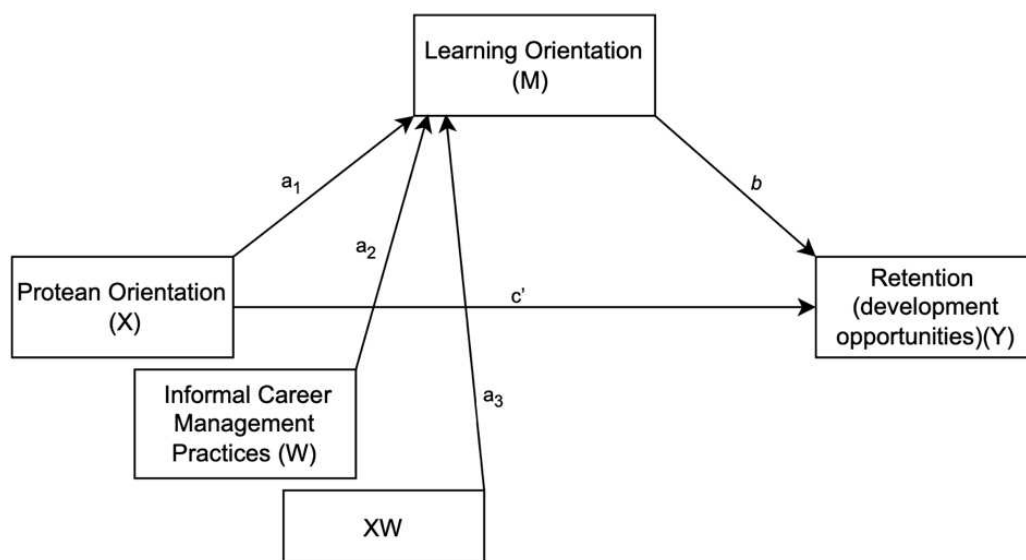 Learning Orientation
(M)
a1
b
a2
Protean Orientation
(X)
c'
Retention
(development
opportunities)(Y)
Informal Career
Management
Practices (W)
a3
XW